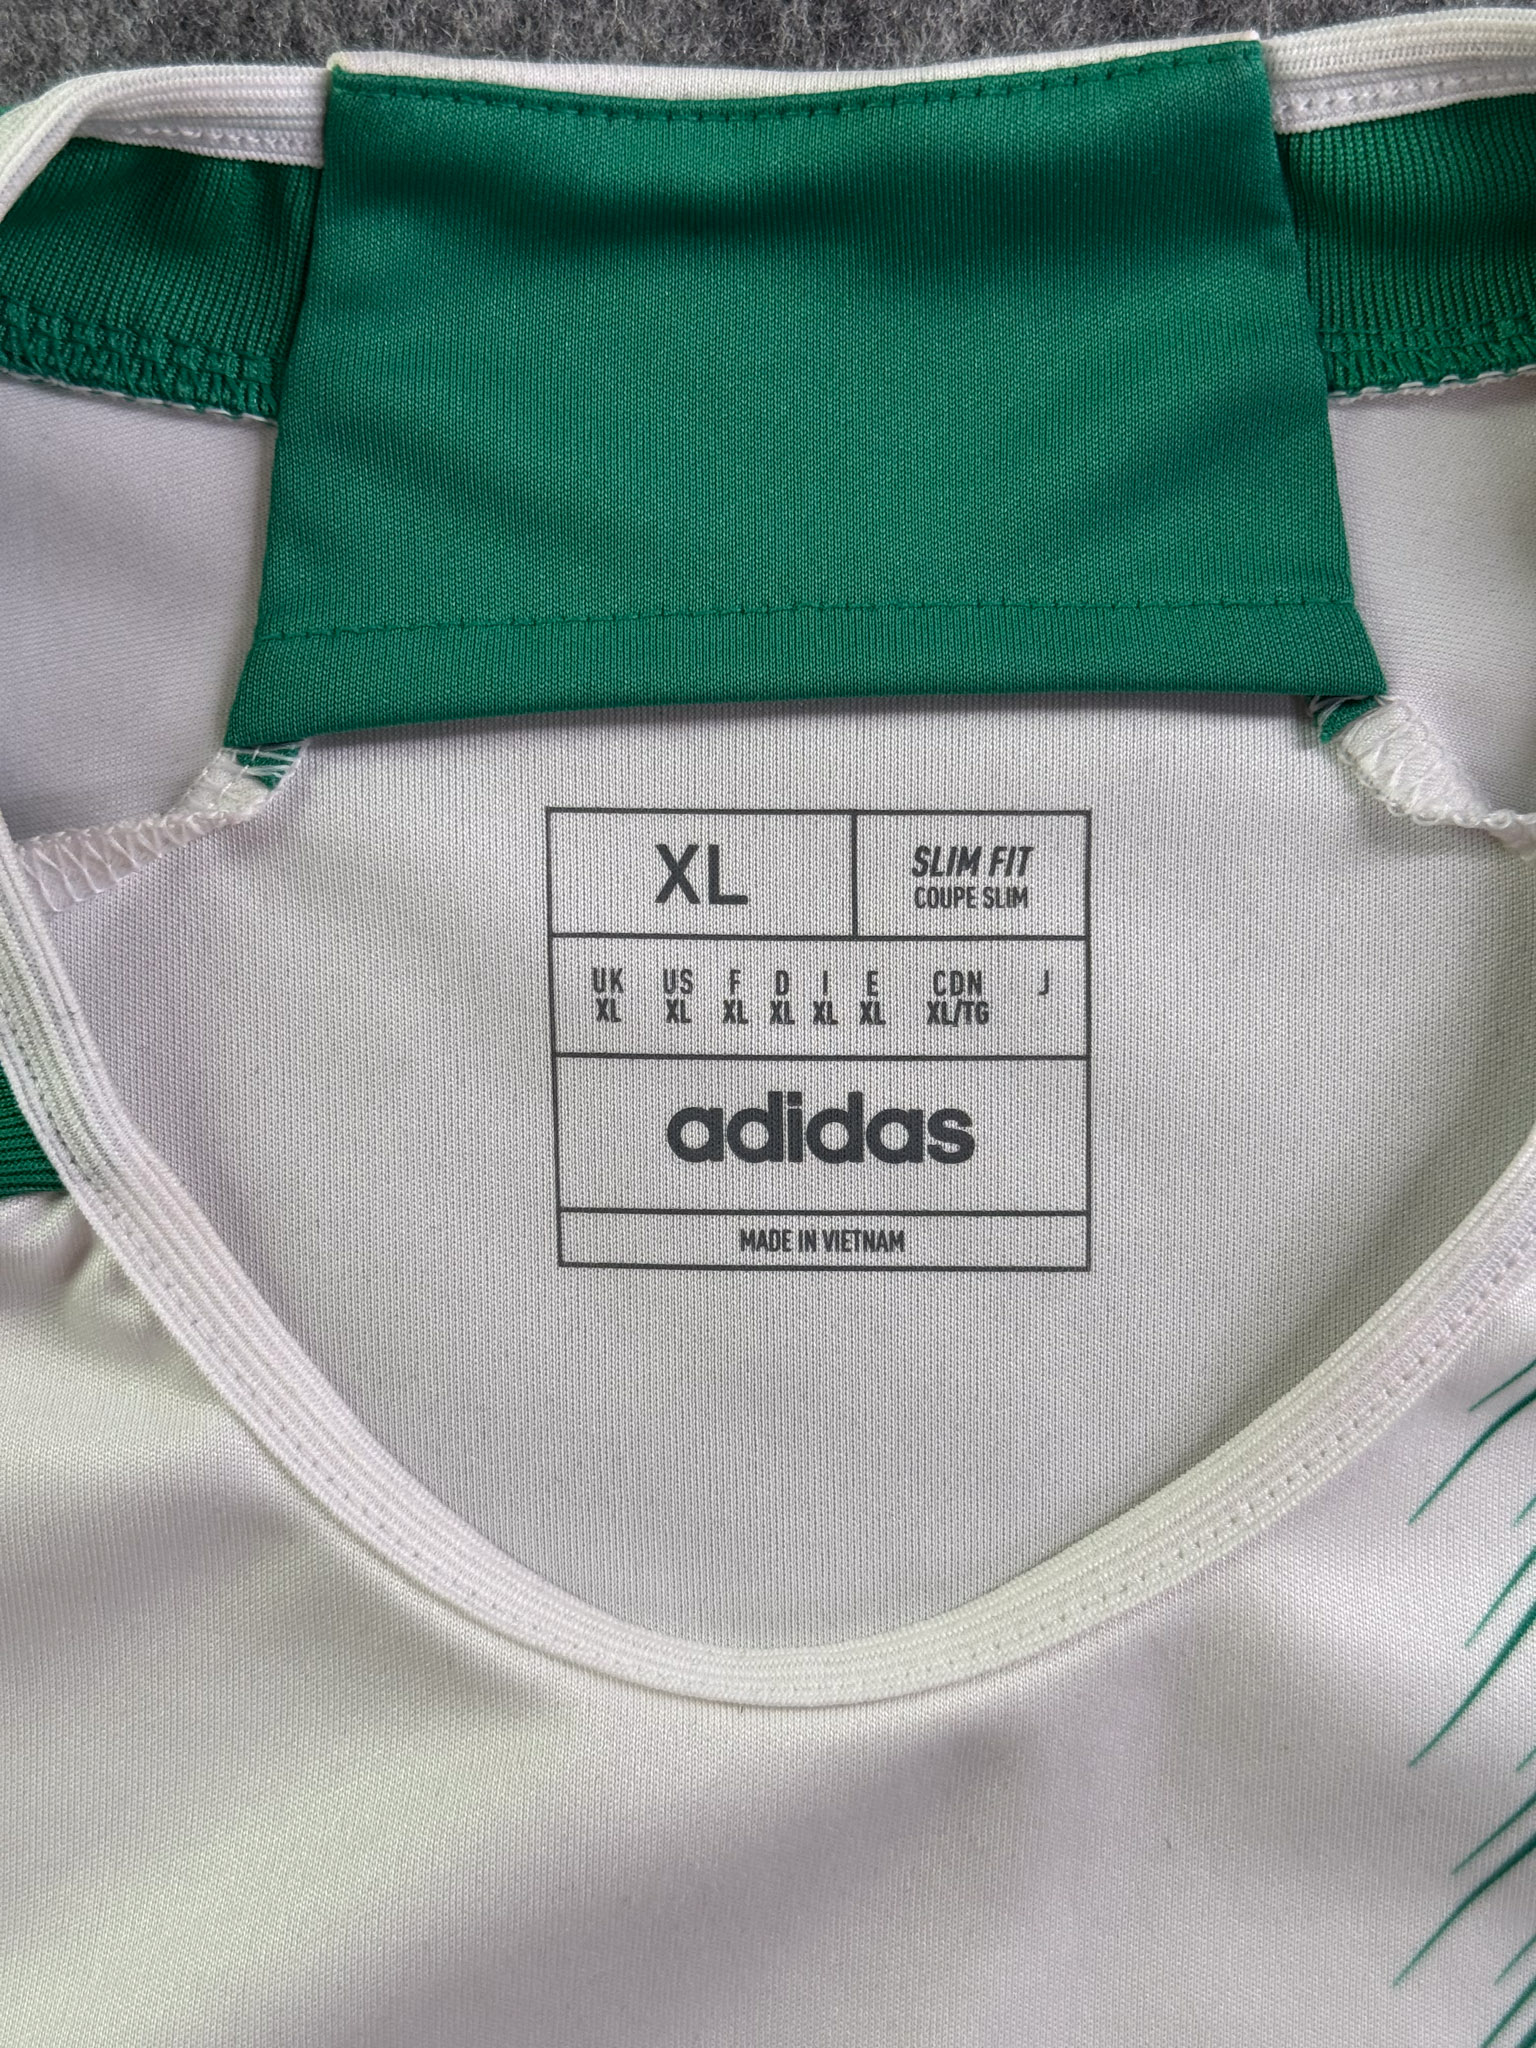 XL
SLIM FIT
COUPE SLIM
UK US F D I E CDN J
XL XL XL XL XL XL XL/TG
adidas
MADE IN VIETNAM